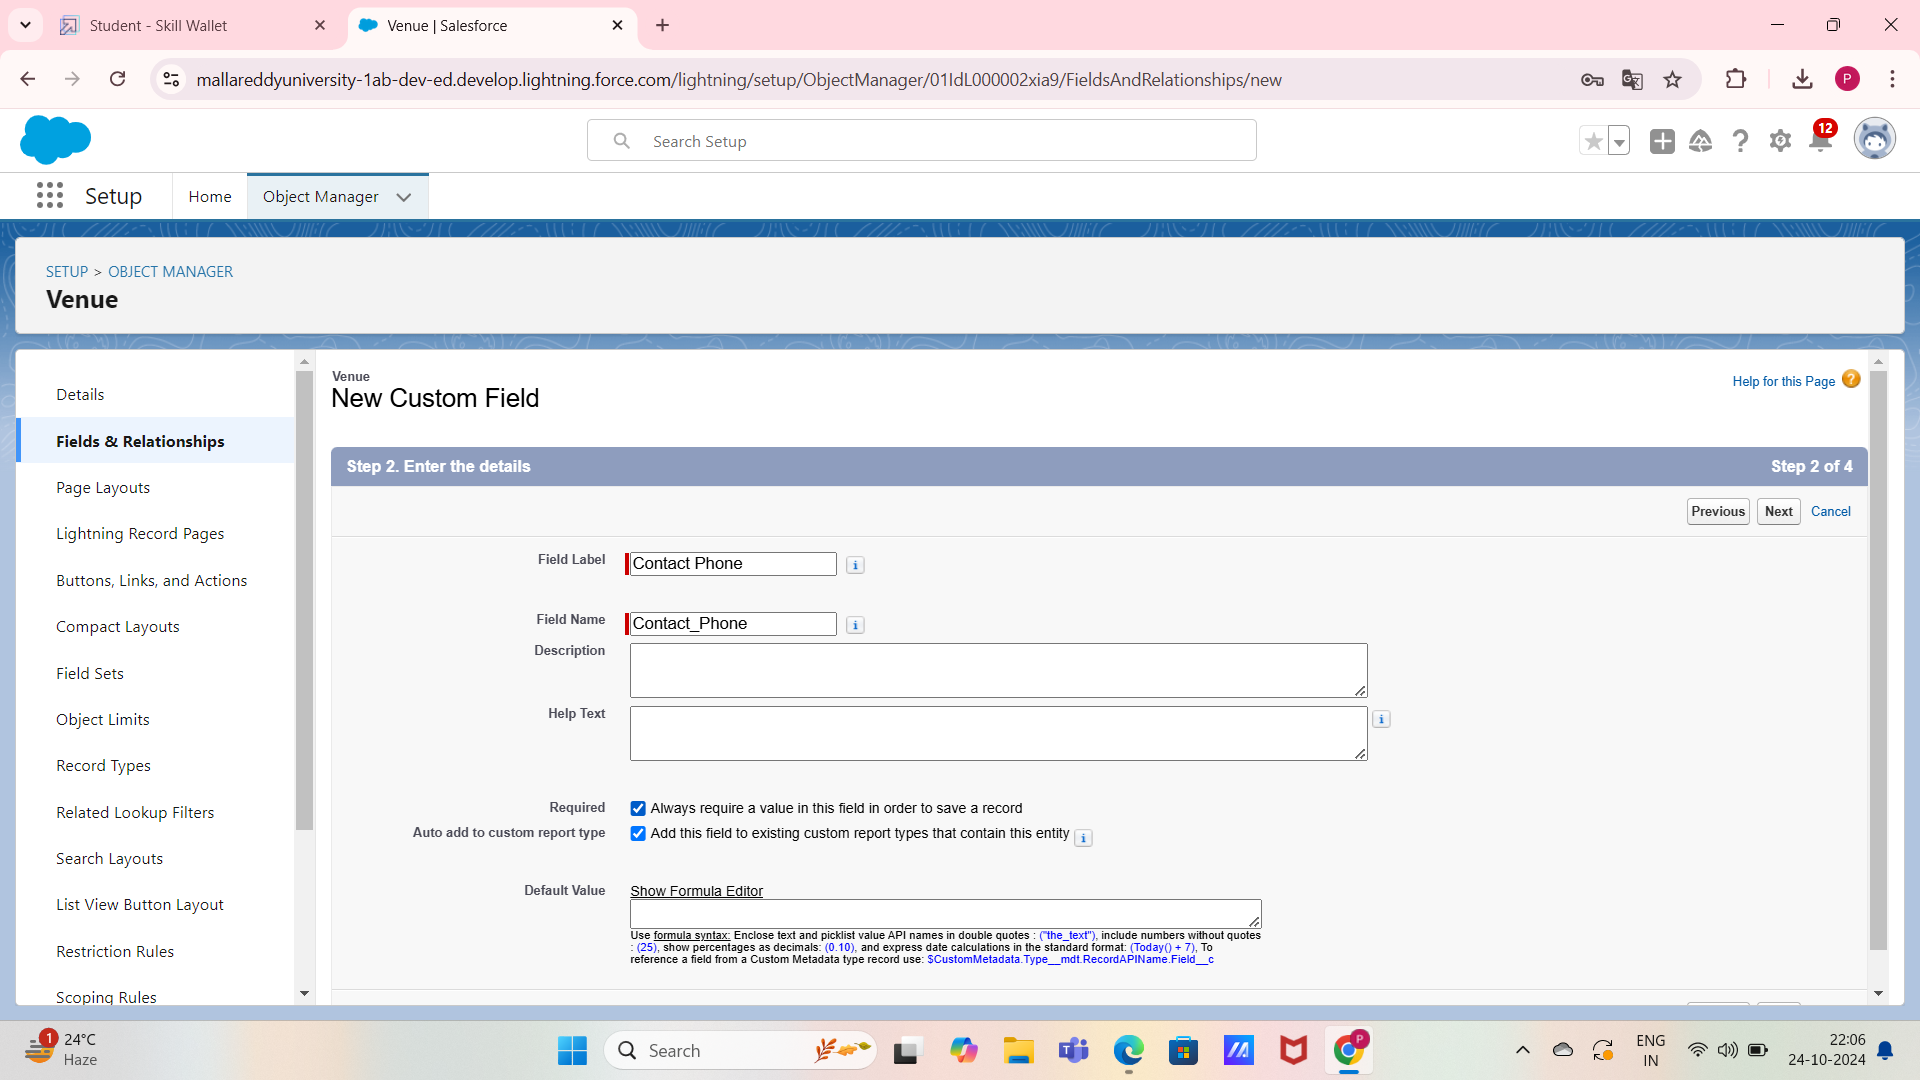 Student - Skill Wallet
Venue | Salesforce
mallareddyuniversity-1ab-dev-ed.develop.lightning.force.com/lightning/setup/ObjectManager/01IdL000002xia9/FieldsAndRelationships/new
P
Search Setup
12
Setup
Home
Object Manager
SETUP > OBJECT MANAGER
Venue
Details
Fields & Relationships
Page Layouts
Lightning Record Pages
Buttons, Links, and Actions
Compact Layouts
Field Sets
Object Limits
Record Types
Related Lookup Filters
Search Layouts
List View Button Layout
Restriction Rules
Scoping Rules
Venue
New Custom Field
Help for this Page ?
Step 2. Enter the details
Step 2 of 4
Previous Next Cancel
Field Label Contact Phone i
Field Name Contact_Phone i
Description
Help Text i
Required Always require a value in this field in order to save a record
Auto add to custom report type Add this field to existing custom report types that contain this entity i
Default Value Show Formula Editor
Use formula syntax: Enclose text and picklist value API names in double quotes : ("the_text"), include numbers without quotes
: (25), show percentages as decimals: (0.10), and express date calculations in the standard format: (Today() + 7), To
reference a field from a Custom Metadata type record use: $CustomMetadata.Type__mdt.RecordAPIName.Field__c
1
24°C
Haze
Search
P
ENG
IN
22:06
24-10-2024